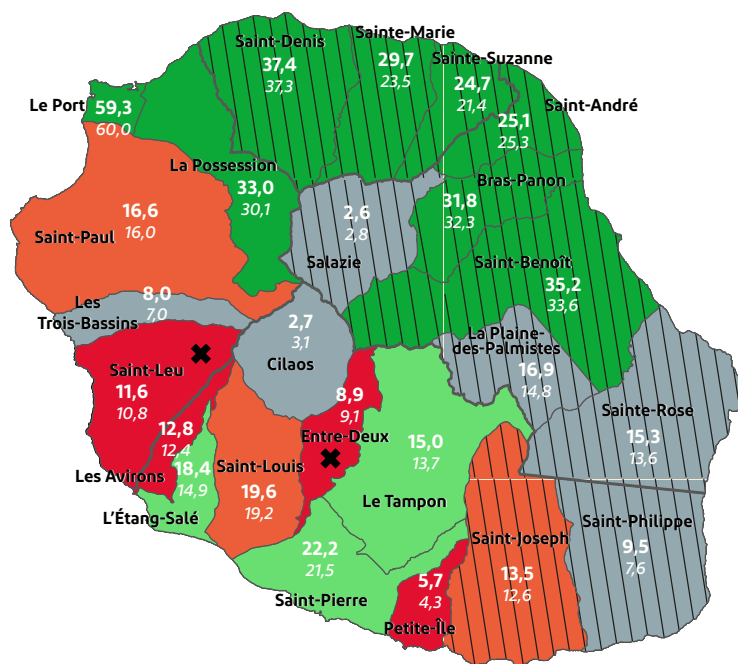 Saint-Denis
37,4
37,3
Sainte-Marie
29,7
23,5
Sainte-Suzanne
24,7
21,4
Saint-André
25,1
25,3
Le Port
59,3
60,0
La Possession
33,0
30,1
Bras-Panon
31,8
32,3
Saint-Paul
16,6
16,0
2,6
2,8
Salazie
Saint-Benoît
35,2
33,6
Les
Trois-Bassins
8,0
7,0
2,7
3,1
Cilaos
La Plaine-
des-Palmistes
16,9
14,8
Saint-Leu
11,6
10,8
8,9
9,1
Entre-Deux
Sainte-Rose
15,3
13,6
12,8
12,4
Les Avirons
18,4
14,9
L'Étang-Salé
Saint-Louis
19,6
19,2
15,0
13,7
Le Tampon
Saint-Philippe
9,5
7,6
22,2
21,5
Saint-Pierre
Saint-Joseph
13,5
12,6
5,7
4,3
Petite-Île